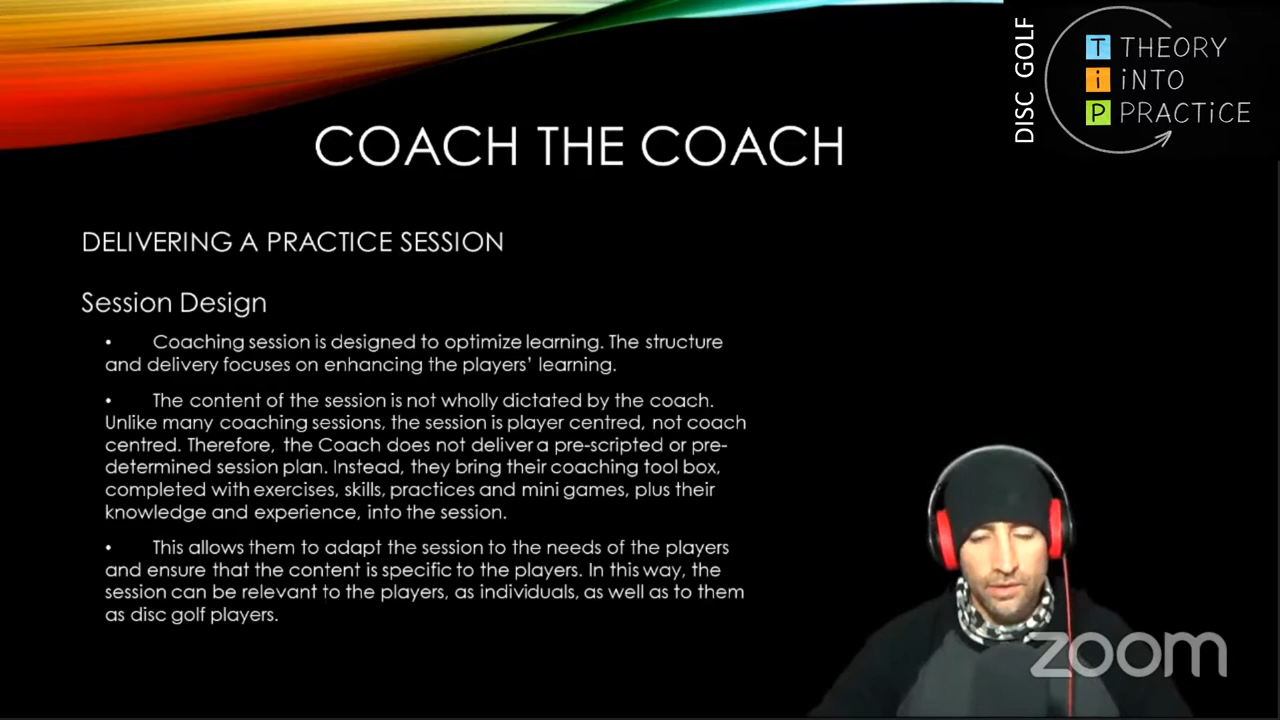 DISC GOLF
T THEORY
i iNTO
P PRACTiCE
COACH THE COACH
DELIVERING A PRACTICE SESSION
Session Design
• Coaching session is designed to optimize learning. The structure
and delivery focuses on enhancing the players' learning.
• The content of the session is not wholly dictated by the coach.
Unlike many coaching sessions, the session is player centred, not coach
centred. Therefore, the Coach does not deliver a pre-scripted or pre-
determined session plan. Instead, they bring their coaching tool box,
completed with exercises, skills, practices and mini games, plus their
knowledge and experience, into the session.
• This allows them to adapt the session to the needs of the players
and ensure that the content is specific to the players. In this way, the
session can be relevant to the players, as individuals, as well as to them
as disc golf players.
zoom